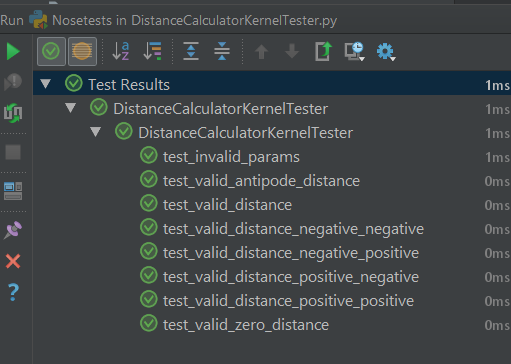 Run Nosetests in DistanceCalculatorKernelTester.py
Test Results 1ms
DistanceCalculatorKernelTester 1ms
DistanceCalculatorKernelTester 1ms
test_invalid_params 1ms
test_valid_antipode_distance 0ms
test_valid_distance 0ms
test_valid_distance_negative_negative 0ms
test_valid_distance_negative_positive 0ms
test_valid_distance_positive_negative 0ms
test_valid_distance_positive_positive 0ms
test_valid_zero_distance 0ms